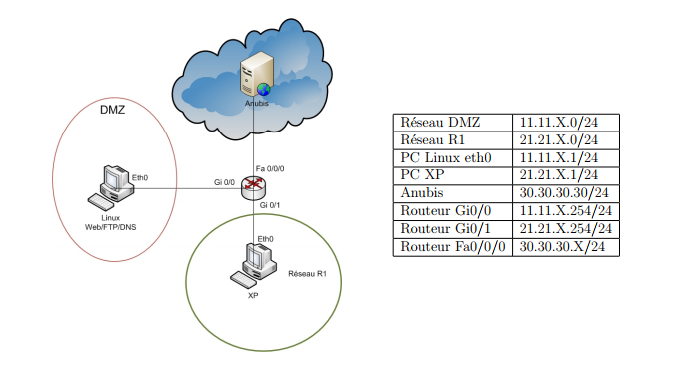 Anubis
DMZ
Fa 0/0/0
Eth0
Gi 0/0
Gi 0/1
Linux
Web/FTP/DNS
Eth0
Réseau R1
XP
Réseau DMZ 11.11.X.0/24
Réseau R1 21.21.X.0/24
PC Linux eth0 11.11.X.1/24
PC XP 21.21.X.1/24
Anubis 30.30.30.30/24
Routeur Gi0/0 11.11.X.254/24
Routeur Gi0/1 21.21.X.254/24
Routeur Fa0/0/0 30.30.30.X/24